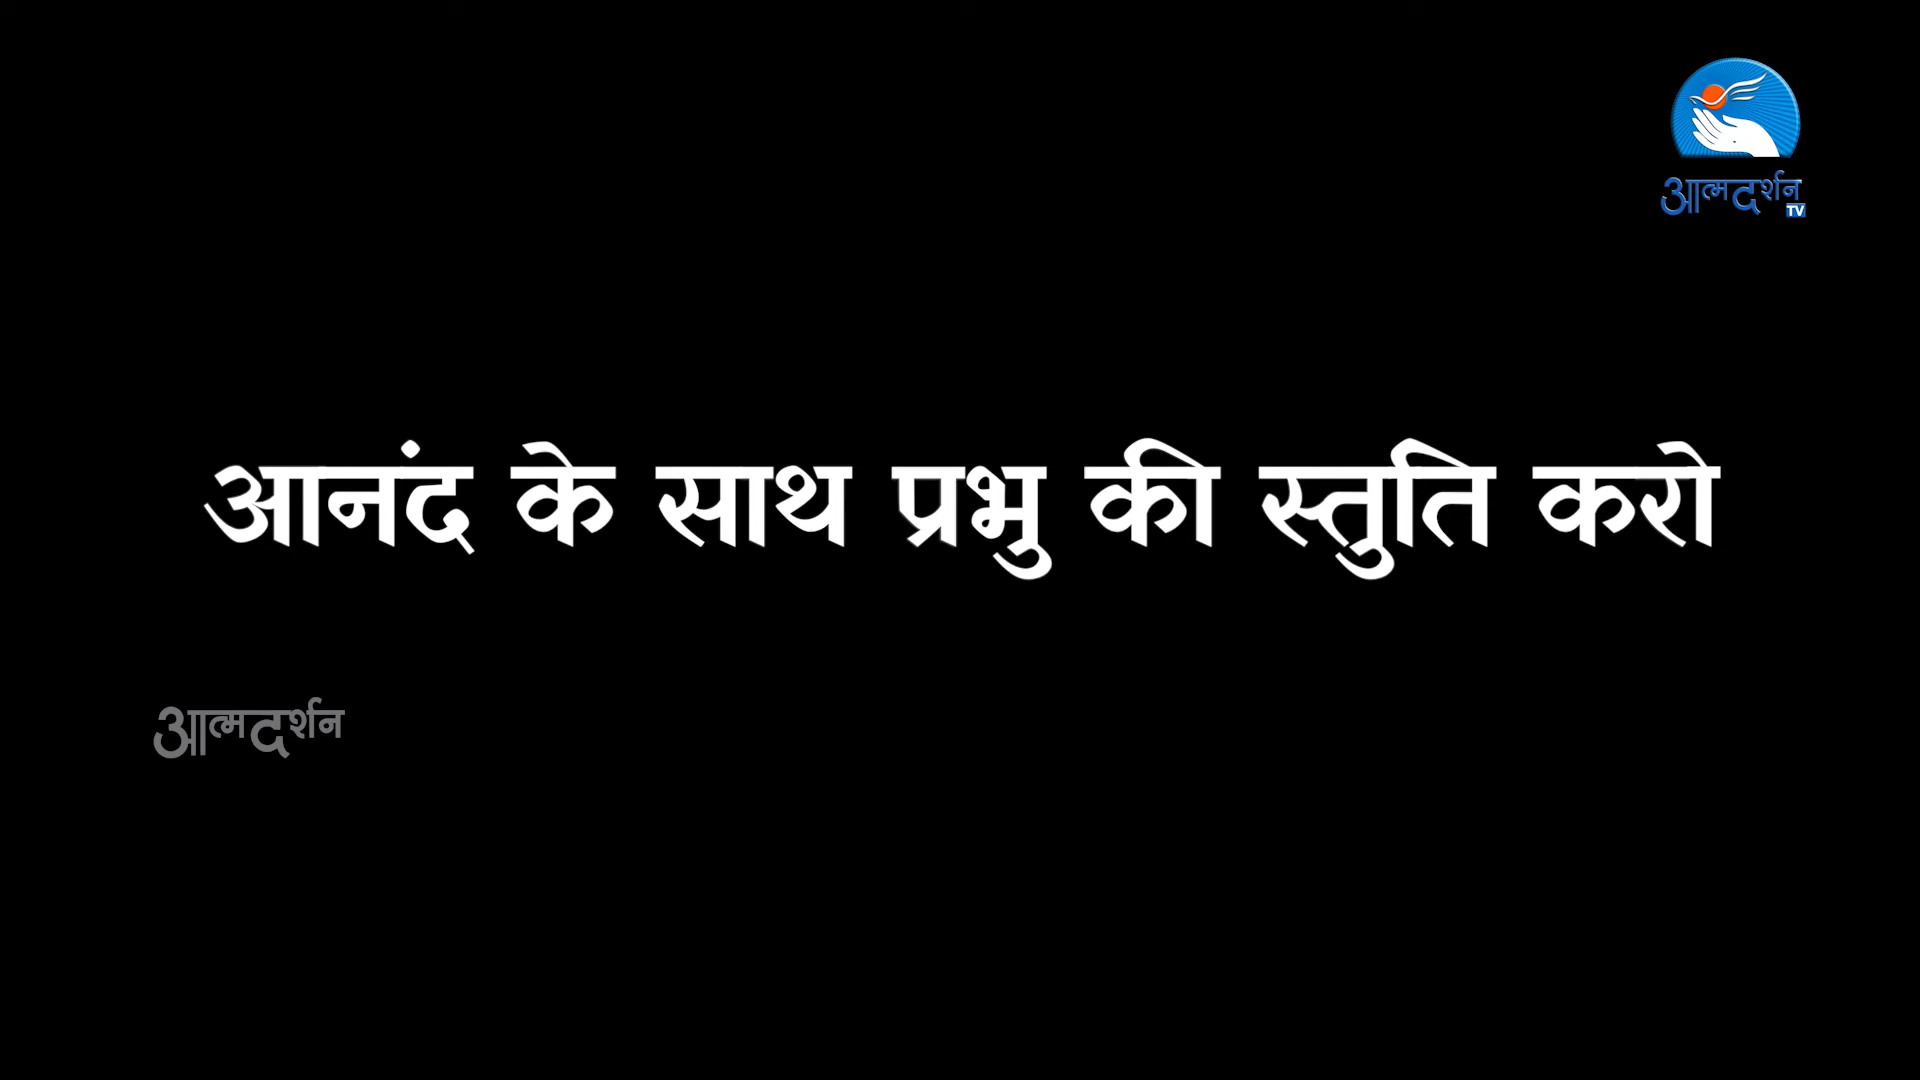 आत्मदर्शन
TV
आनंद के साथ प्रभु की स्तुति करो
आत्मदर्शन